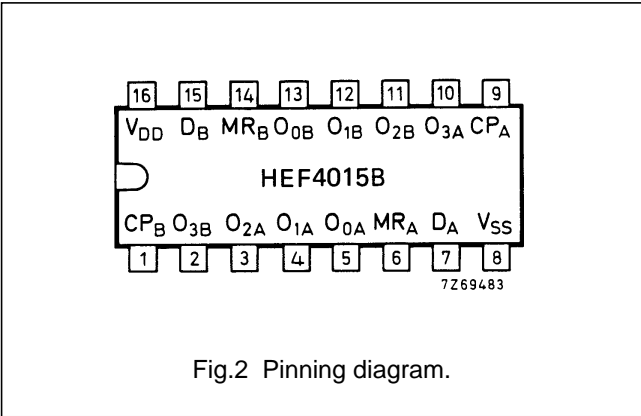 16 15 14 13 12 11 10 9
VDD DB MRB O0B O1B O2B O3A CPA
HEF4015B
CPB O3B O2A O1A O0A MRA DA VSS
1 2 3 4 5 6 7 8
7Z69483
Fig.2 Pinning diagram.